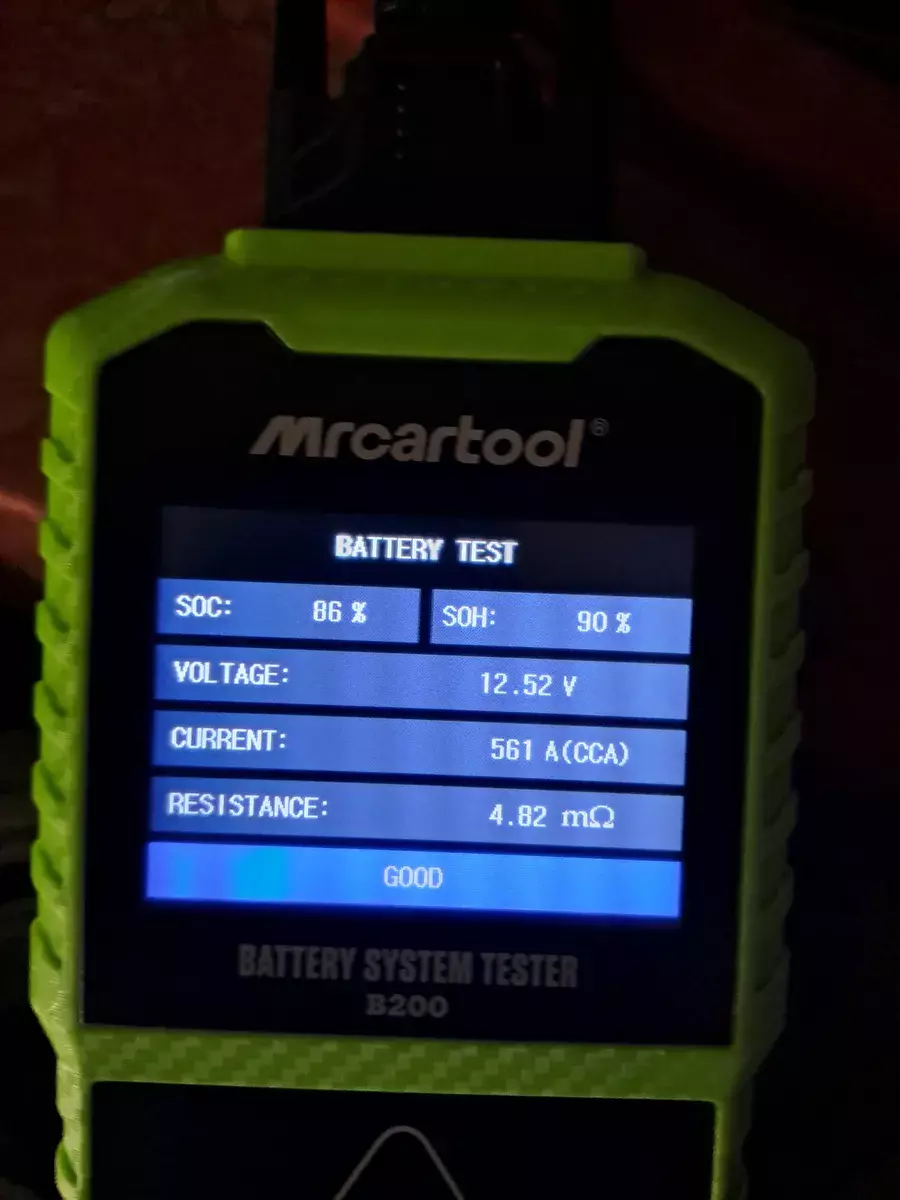 Mrcartool®
BATTERY TEST
SOC: 86 % SOH: 90 %
VOLTAGE: 12.52 V
CURRENT: 561 A(CCA)
RESISTANCE: 4.82 mΩ
GOOD
BATTERY SYSTEM TESTER
B200